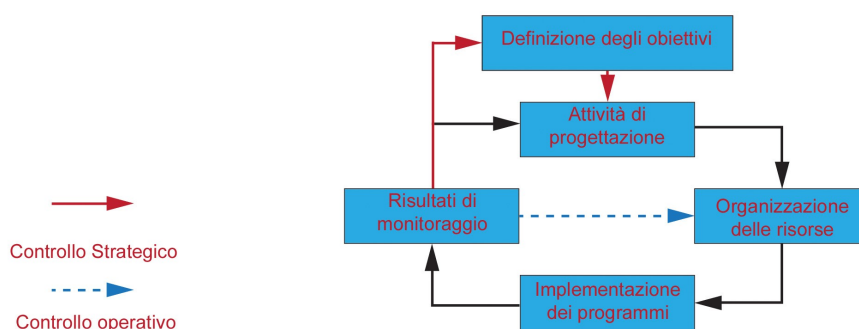 Definizione degli obiettivi
Attività di
progettazione
Risultati di
monitoraggio
Organizzazione
delle risorse
Implementazione
dei programmi
Controllo Strategico
Controllo operativo